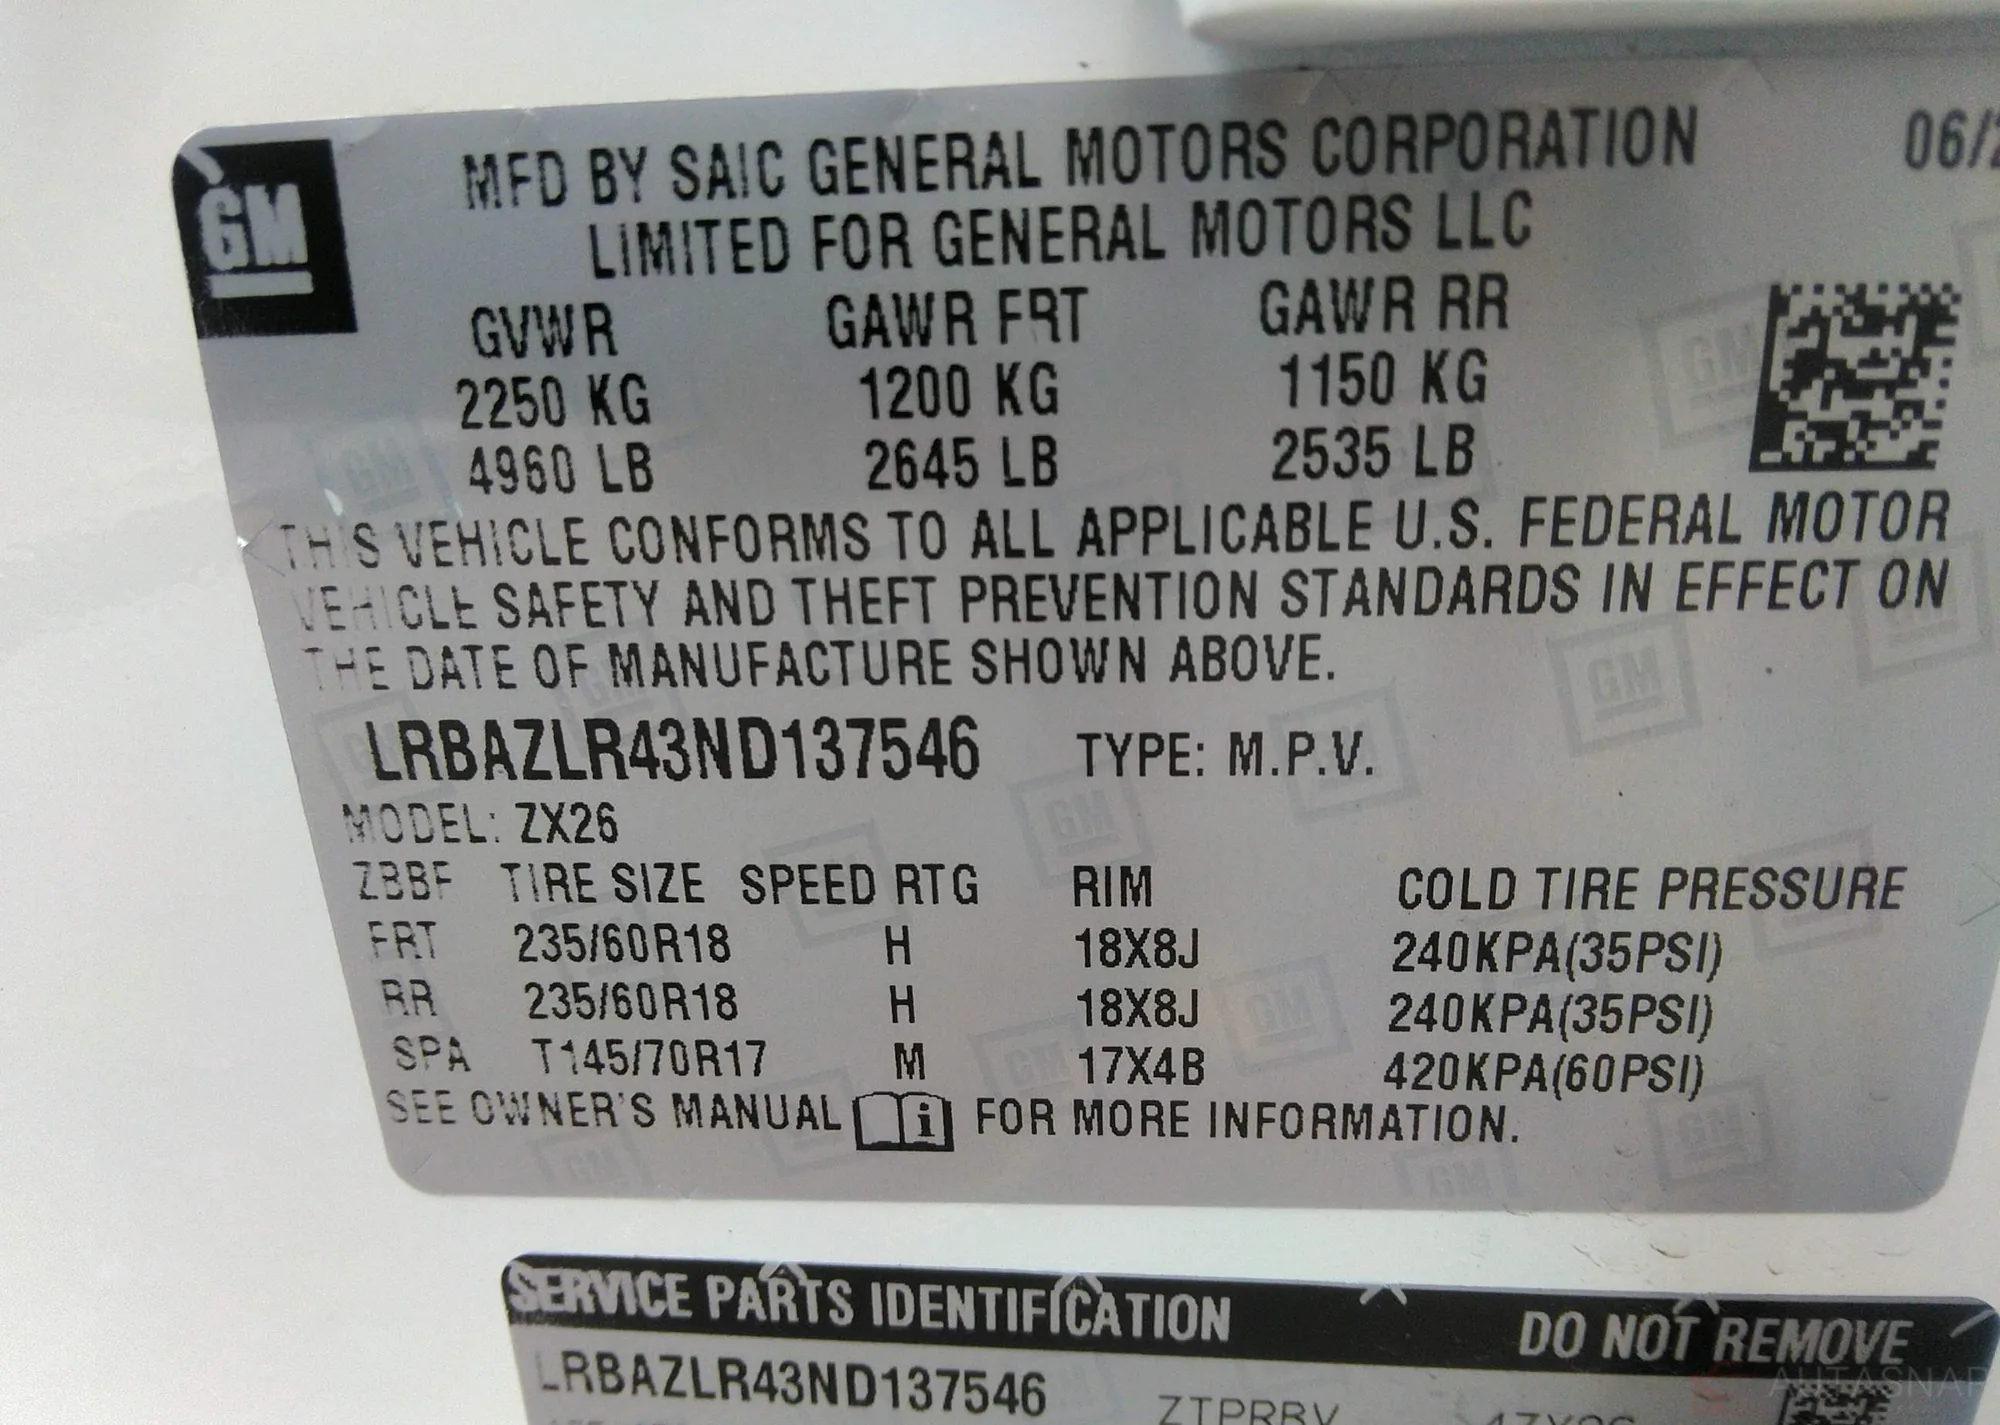 GM
MFD BY SAIC GENERAL MOTORS CORPORATION 06/2
LIMITED FOR GENERAL MOTORS LLC
GVWR GAWR FRT GAWR RR
2250 KG 1200 KG 1150 KG
4960 LB 2645 LB 2535 LB
THIS VEHICLE CONFORMS TO ALL APPLICABLE U.S. FEDERAL MOTOR
VEHICLE SAFETY AND THEFT PREVENTION STANDARDS IN EFFECT ON
THE DATE OF MANUFACTURE SHOWN ABOVE.
LRBAZLR43ND137546 TYPE: M.P.V.
MODEL: ZX26
ZBBF TIRE SIZE SPEED RTG RIM COLD TIRE PRESSURE
FRT 235/60R18 H 18X8J 240KPA(35PSI)
RR 235/60R18 H 18X8J 240KPA(35PSI)
SPA T145/70R17 M 17X4B 420KPA(60PSI)
SEE OWNER'S MANUAL i FOR MORE INFORMATION.
SERVICE PARTS IDENTIFICATION DO NOT REMOVE
LRBAZLR43ND137546 ZTPRBV